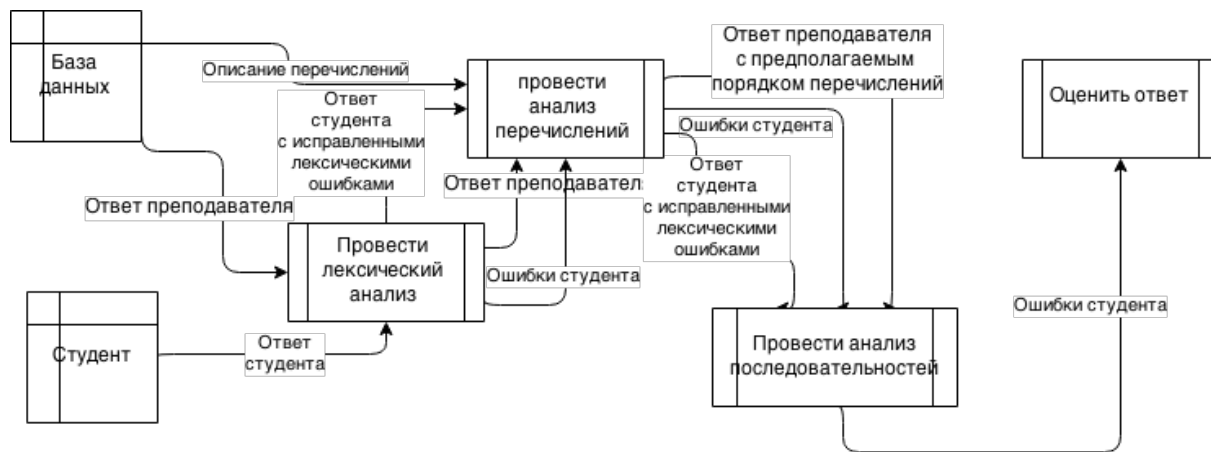 База
данных
Описание перечислений
Ответ
студента
с исправленными
лексическими
ошибками
провести
анализ
перечислений
Ответ преподавателя
с предполагаемым
порядком перечислений
Оценить ответ
Ошибки студента
Ответ преподавателя
Ответ преподавател
Ответ
студента
с исправленными
лексическими
ошибками
Провести
лексический
анализ
Ошибки студента
Ошибки студента
Студент
Ответ
студента
Провести анализ
последовательностей